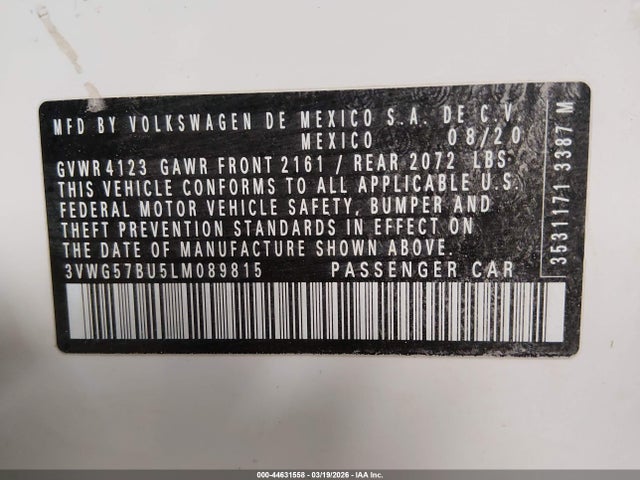 MFD BY VOLKSWAGEN DE MEXICO S.A. DE C.V.
MEXICO 08/20
GVWR 4123 GAWR FRONT 2161 / REAR 2072 LBS
THIS VEHICLE CONFORMS TO ALL APPLICABLE U.S.
FEDERAL MOTOR VEHICLE SAFETY, BUMPER AND
THEFT PREVENTION STANDARDS IN EFFECT ON
THE DATE OF MANUFACTURE SHOWN ABOVE.
3VWG57BU5LM089815 PASSENGER CAR
3531171 3387 M
000-44631558 - 03/19/2026 - IAA Inc.